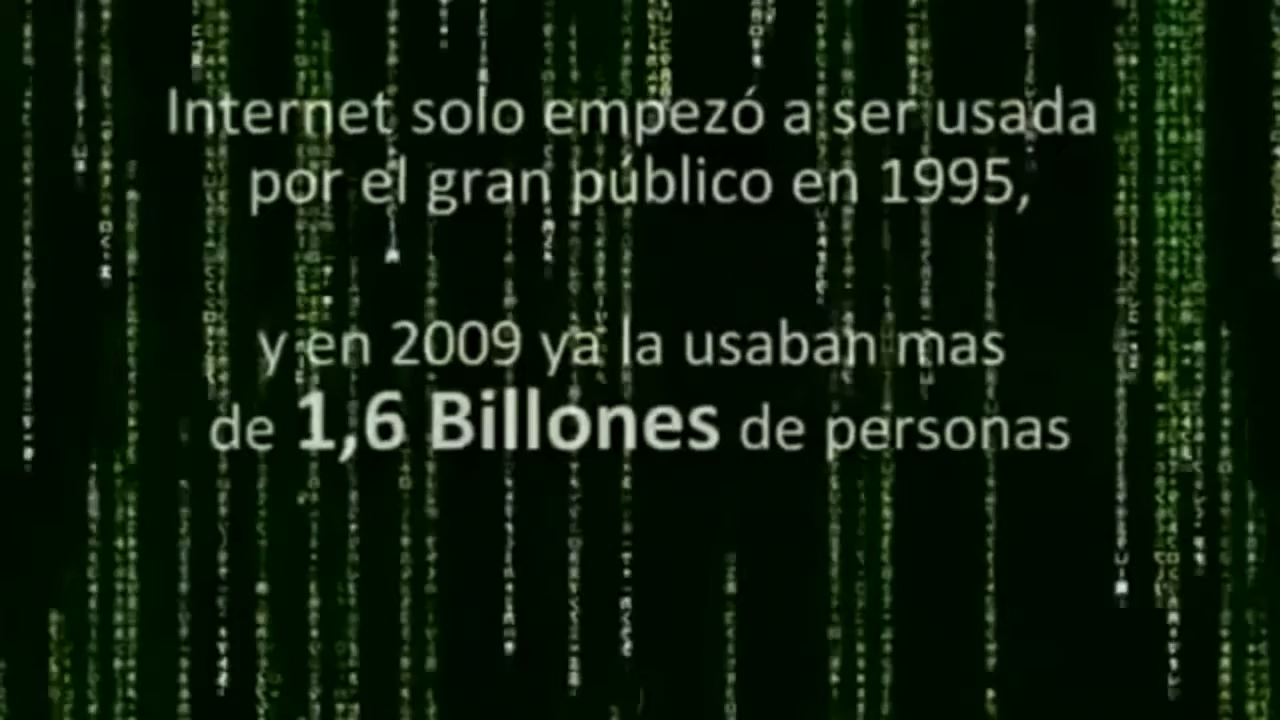 Internet solo empezó a ser usada
por el gran público en 1995,
y en 2009 ya la usaban mas
de 1,6 Billones de personas